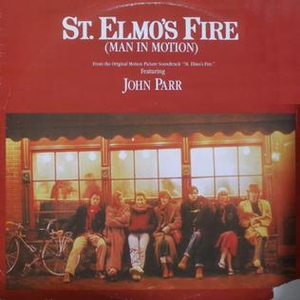 ST. ELMO'S FIRE
(MAN IN MOTION)
From the Original Motion Picture Soundtrack "St. Elmo's Fire."
Featuring
JOHN PARR